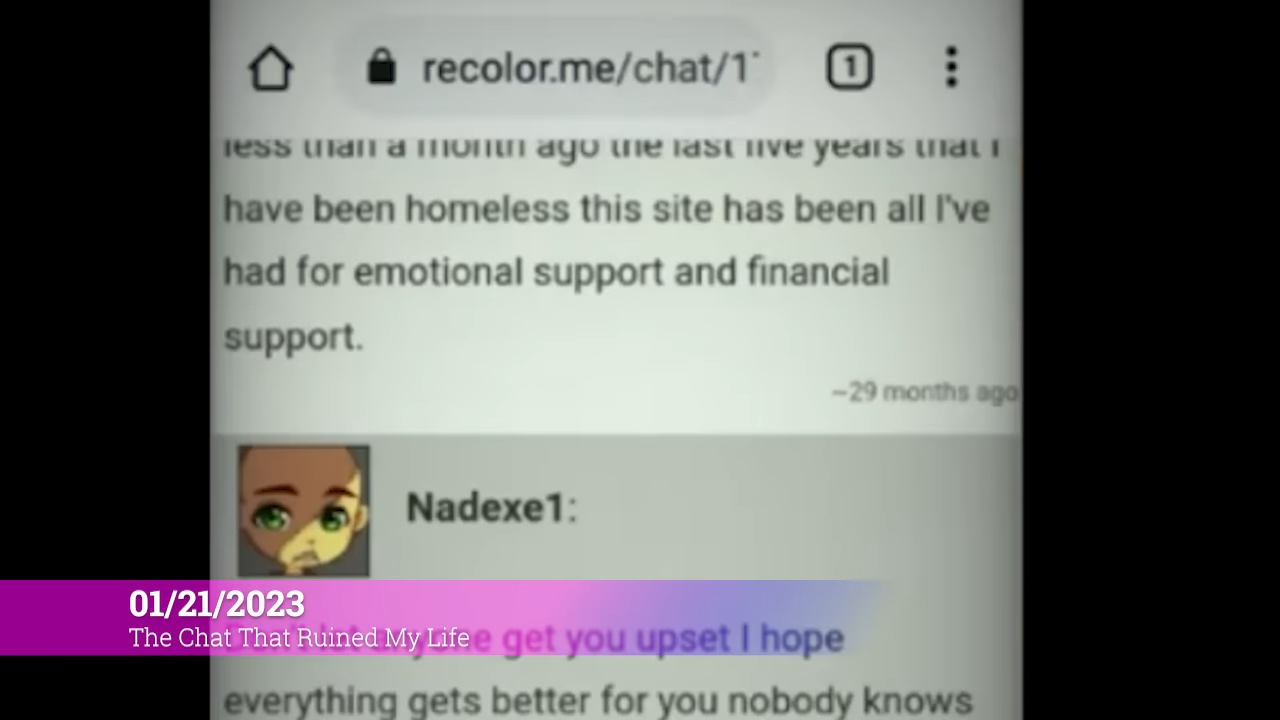 recolor.me/chat/1
1
less than a month ago the last five years that I
have been homeless this site has been all I've
had for emotional support and financial
support.
~29 months ago
Nadexe1:
01/21/2023
The Chat That Ruined My Life
get you upset I hope
everything gets better for you nobody knows